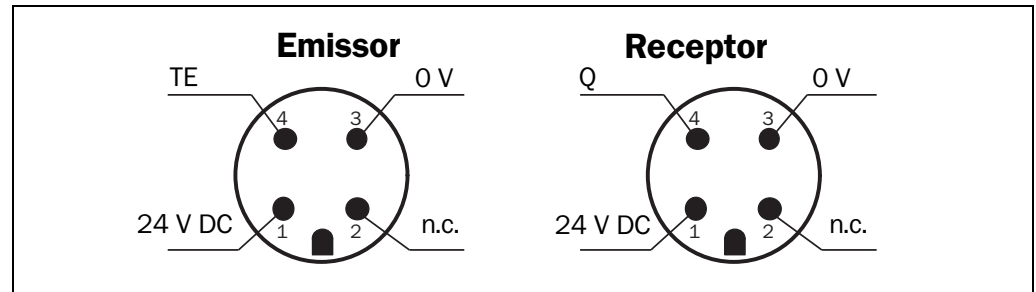 Emissor
TE 0 V
4 3
24 V DC n.c.
1 2
Receptor
Q 0 V
4 3
24 V DC n.c.
1 2